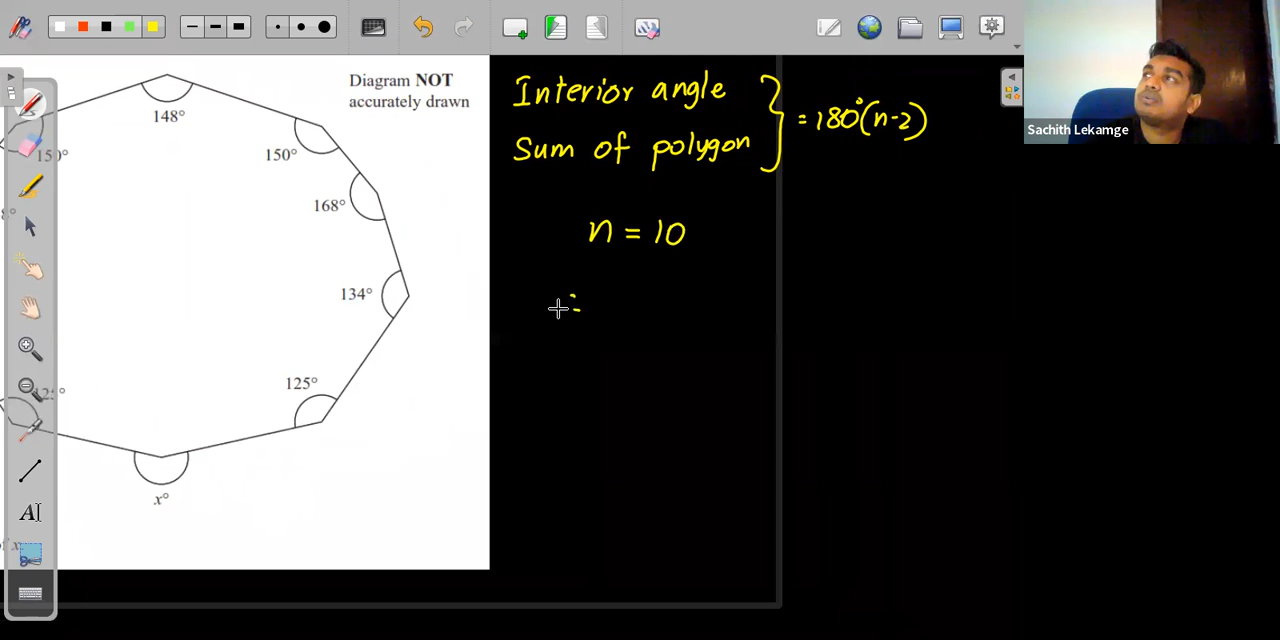 Diagram NOT
accurately drawn
148°
150°
150°
168°
134°
125°
x°
Interior angle
Sum of polygon
= 180°(n-2)
n = 10
Sachith Lekamge
A